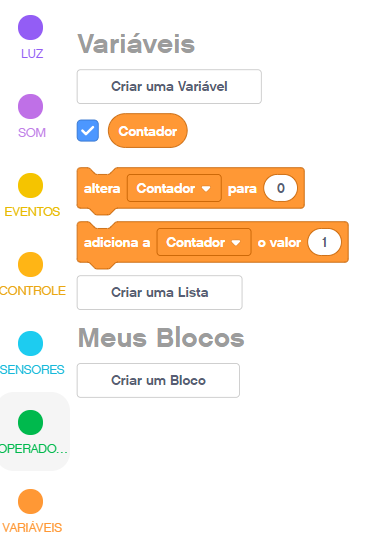 LUZ
SOM
EVENTOS
CONTROLE
SENSORES
OPERADO...
VARIÁVEIS
Variáveis
Criar uma Variável
Contador
altera Contador para 0
adiciona a Contador o valor 1
Criar uma Lista
Meus Blocos
Criar um Bloco